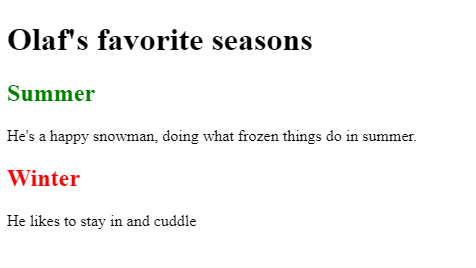 Olaf's favorite seasons
Summer
He's a happy snowman, doing what frozen things do in summer.
Winter
He likes to stay in and cuddle